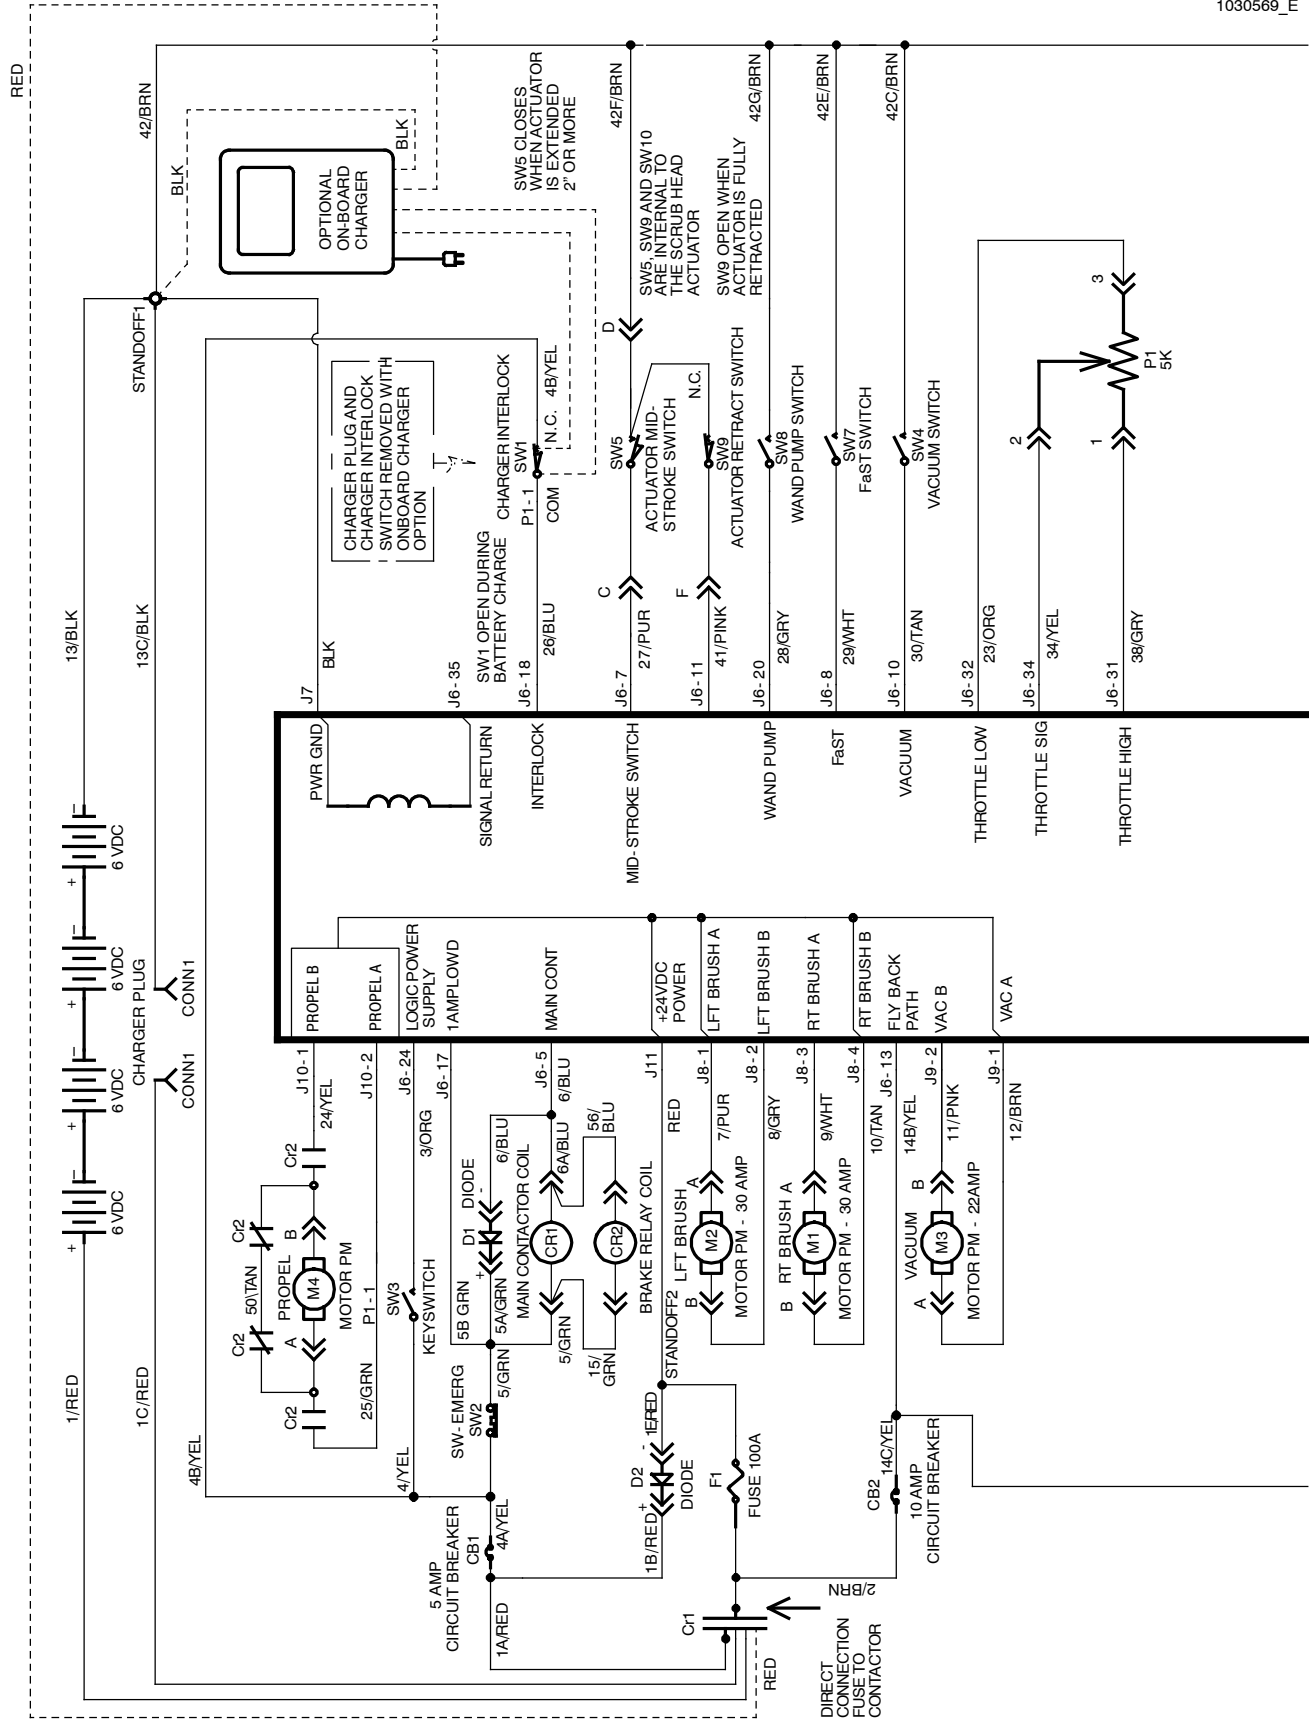 1030569_E
RED
42/BRN
BLK
BLK
OPTIONAL
ON-BOARD
CHARGER
SW5 CLOSES
WHEN ACTUATOR
IS EXTENDED
2" OR MORE
42F/BRN
42G/BRN
42E/BRN
42C/BRN
SW5, SW9 AND SW10
ARE INTERNAL TO
THE SCRUB HEAD
ACTUATOR
SW9 OPEN WHEN
ACTUATOR IS FULLY
RETRACTED
STANDOFF1
D
3
P1
5K
2
1
CHARGER PLUG AND
CHARGER INTERLOCK
SWITCH REMOVED WITH
ONBOARD CHARGER
OPTION
CHARGER INTERLOCK
SW1
N.C.
4B/YEL
P1-1
COM
SW1 OPEN DURING
BATTERY CHARGE
SW5
ACTUATOR MID-
STROKE SWITCH
N.C.
SW9
ACTUATOR RETRACT SWITCH
SW8
WAND PUMP SWITCH
SW7
FaST SWITCH
SW4
VACUUM SWITCH
C
F
13/BLK
13C/BLK
BLK
26/BLU
27/PUR
41/PINK
28/GRY
29/WHT
30/TAN
23/ORG
34/YEL
38/GRY
J7
J6-35
J6-18
J6-7
J6-11
J6-20
J6-8
J6-10
J6-32
J6-34
J6-31
PWR GND
SIGNAL RETURN
INTERLOCK
MID-STROKE SWITCH
WAND PUMP
FaST
VACUUM
THROTTLE LOW
THROTTLE SIG
THROTTLE HIGH
+ - 6 VDC
+ - 6 VDC
+ - 6 VDC
+ - 6 VDC
CHARGER PLUG
CONN1
CONN1
PROPEL B
PROPEL A
LOGIC POWER
SUPPLY
1AMPLOWD
MAIN CONT
+24VDC
POWER
LFT BRUSH A
LFT BRUSH B
RT BRUSH A
RT BRUSH B
FLY BACK
PATH
VAC B
VAC A
J10-1
J10-2
J6-24
J6-17
J6-5
J11
J8-1
J8-2
J8-3
J8-4
J6-13
J9-2
J9-1
24/YEL
3/ORG
6/BLU
RED
7/PUR
8/GRY
9/WHT
10/TAN
14B/YEL
11/PNK
12/BRN
Cr2
Cr2
50\TAN
Cr2
Cr2
B
A
PROPEL
M4
MOTOR PM
P1-1
25/GRN
SW3
KEYSWITCH
6/BLU
DIODE
D1
-
+
5B GRN
5A/GRN
5/GRN
MAIN CONTACTOR COIL
6A/BLU
56/
BLU
CR1
CR2
BRAKE RELAY COIL
5/GRN
15/
GRN
LFT BRUSH
A
M2
B
MOTOR PM - 30 AMP
RT BRUSH A
M1
B
MOTOR PM - 30 AMP
VACUUM
B
M3
A
MOTOR PM - 22AMP
STANDOFF2
1/RED
1C/RED
4B/YEL
4/YEL
SW-EMERG
SW2
5 AMP
CIRCUIT BREAKER
CB1
4A/YEL
1A/RED
D2
DIODE
-
+
1B/RED
F1
FUSE 100A
CB2
14C/YEL
10 AMP
CIRCUIT BREAKER
2/BRN
Cr1
RED
DIRECT
CONNECTION
FUSE TO
CONTACTOR